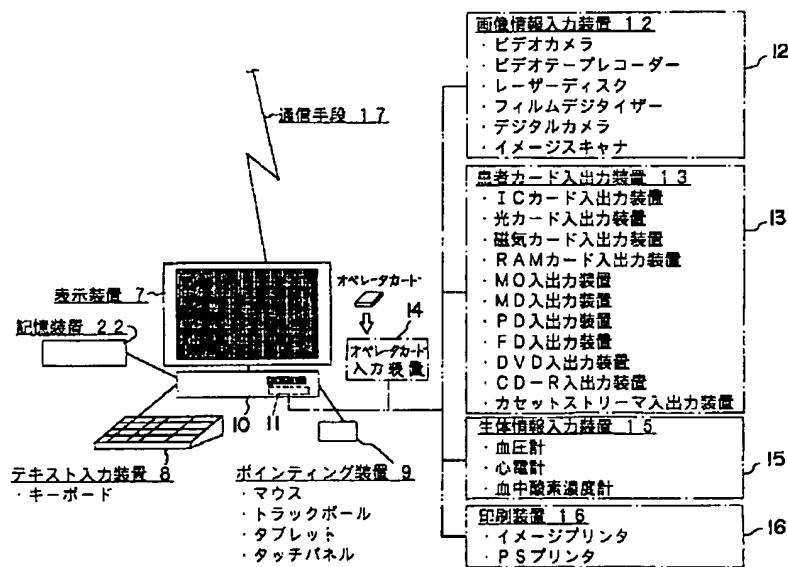 通信手段 17
表示装置 7
記憶装置 22
オペレータカード
14
オペレータカード
入力装置
10
11
8
9
テキスト入力装置 8
・キーボード
ポインティング装置 9
・マウス
・トラックボール
・タブレット
・タッチパネル
画像情報入力装置 12
・ビデオカメラ
・ビデオテープレコーダー
・レーザーディスク
・フィルムデジタイザー
・デジタルカメラ
・イメージスキャナ
12
患者カード入出力装置 13
・ICカード入出力装置
・光カード入出力装置
・磁気カード入出力装置
・RAMカード入出力装置
・MO入出力装置
・MD入出力装置
・PD入出力装置
・FD入出力装置
・DVD入出力装置
・CD-R入出力装置
・カセットストリーマ入出力装置
13
生体情報入力装置 15
・血圧計
・心電計
・血中酸素濃度計
15
印刷装置 16
・イメージプリンタ
・PSプリンタ
16